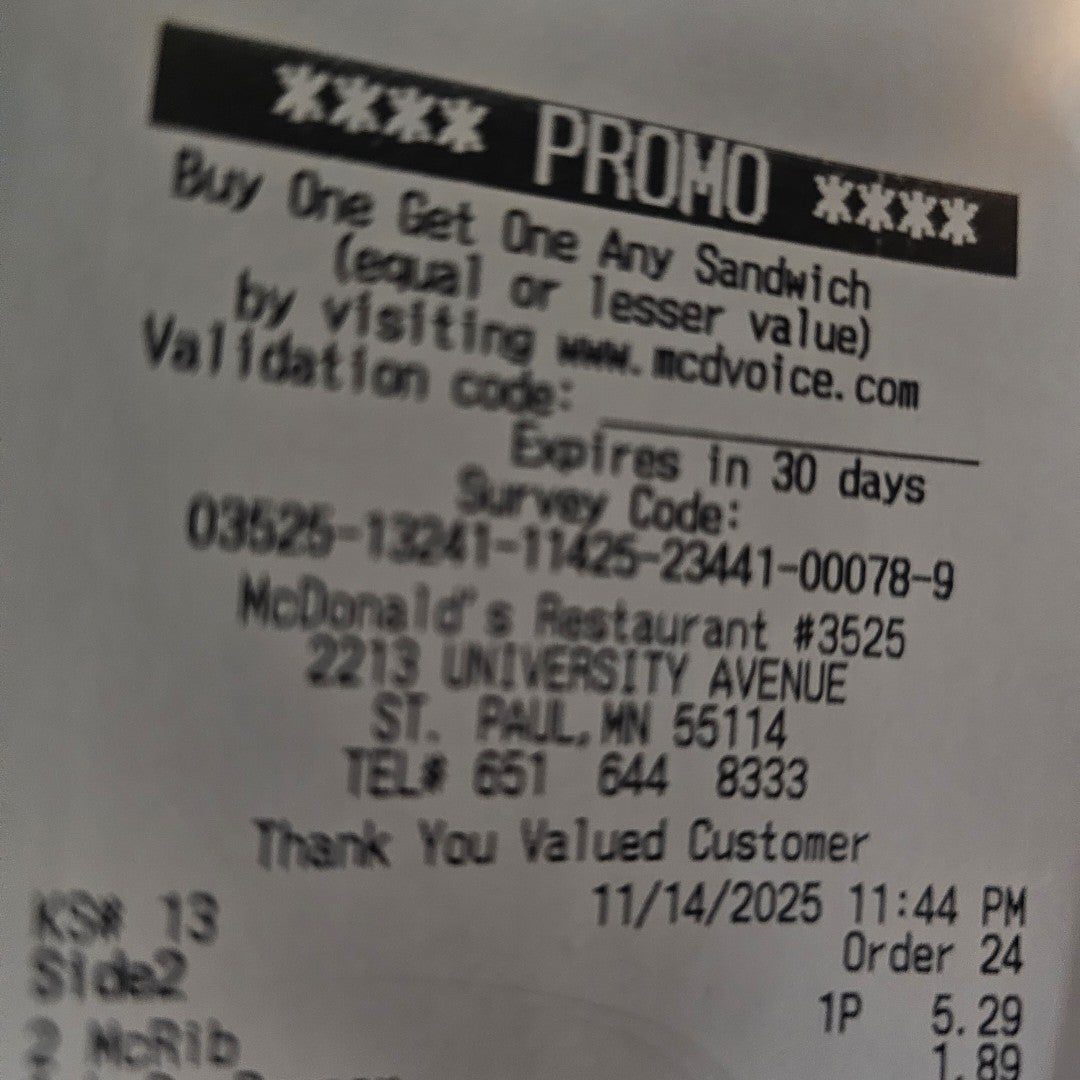 **** PROMO ****
Buy One Get One Any Sandwich
(equal or lesser value)
by visiting www.mcdvoice.com
Validation code:
Expires in 30 days
Survey Code:
03525-13241-11425-23441-00078-9
McDonald's Restaurant #3525
2213 UNIVERSITY AVENUE
ST. PAUL,MN 55114
TEL# 651 644 8333
Thank You Valued Customer
KS# 13 11/14/2025 11:44 PM
Side2 Order 24
1P 5.29
2 McRib 1.89